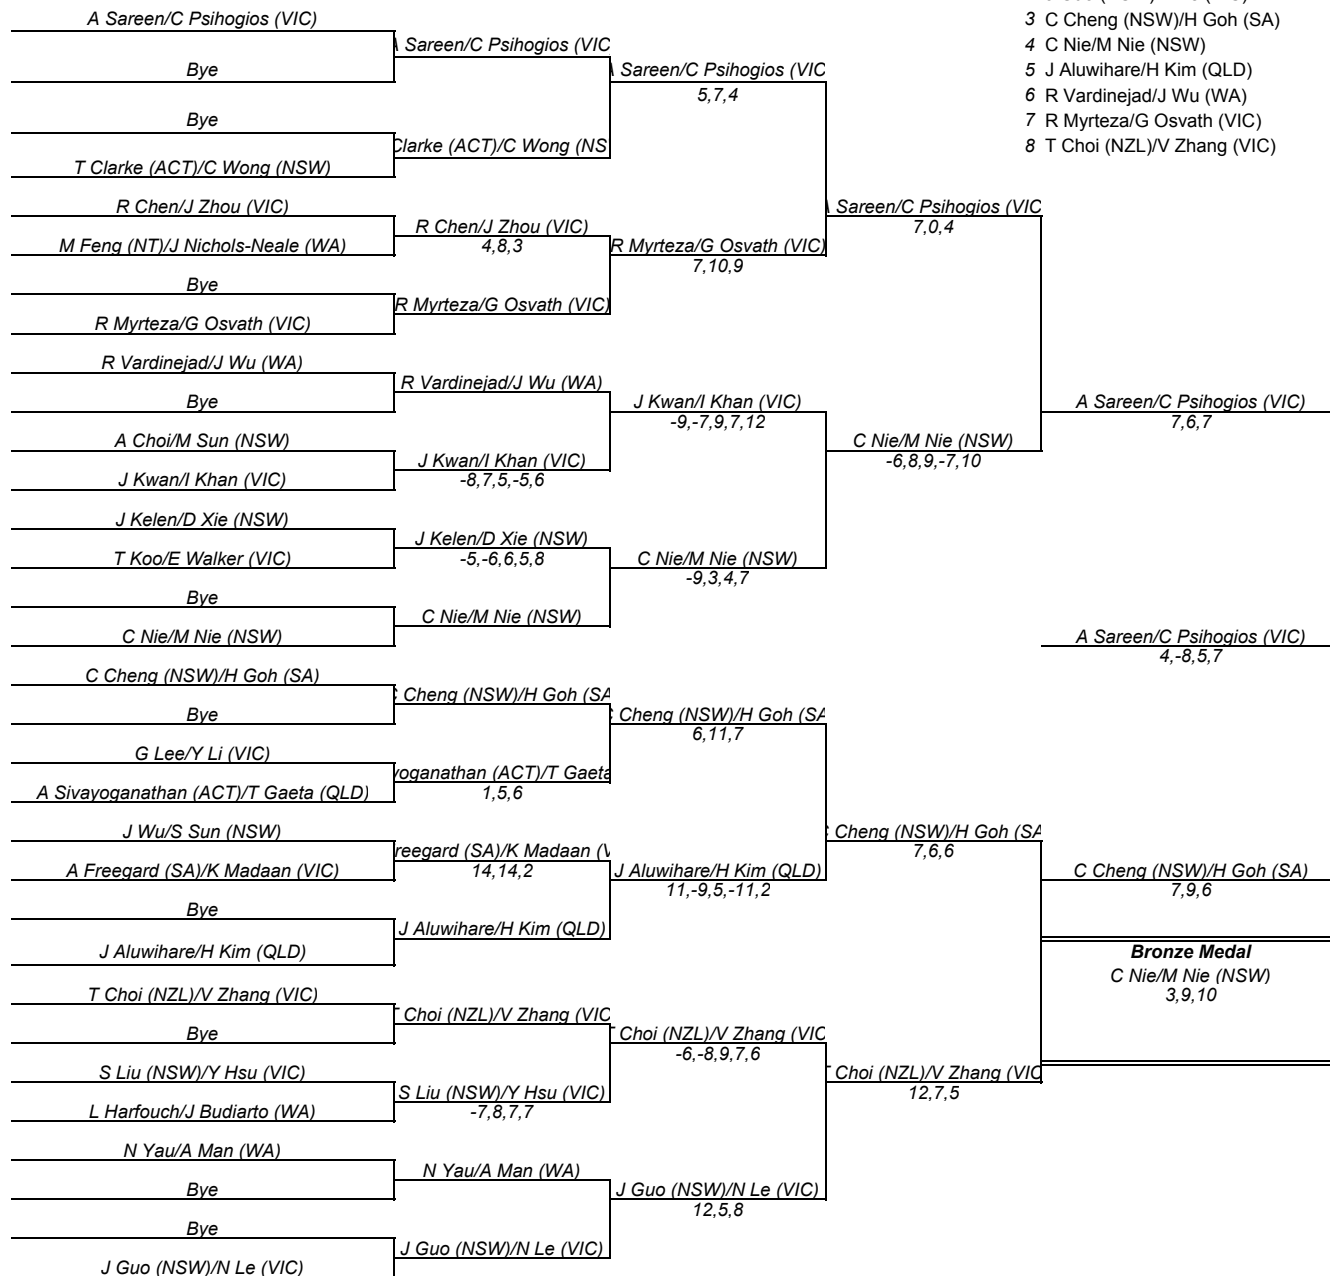 3 C Cheng (NSW)/H Goh (SA)
4 C Nie/M Nie (NSW)
5 J Aluwihare/H Kim (QLD)
6 R Vardinejad/J Wu (WA)
7 R Myrteza/G Osvath (VIC)
8 T Choi (NZL)/V Zhang (VIC)
A Sareen/C Psihogios (VIC)
Bye
Bye
T Clarke (ACT)/C Wong (NSW)
R Chen/J Zhou (VIC)
M Feng (NT)/J Nichols-Neale (WA)
Bye
R Myrteza/G Osvath (VIC)
R Vardinejad/J Wu (WA)
Bye
A Choi/M Sun (NSW)
J Kwan/I Khan (VIC)
J Kelen/D Xie (NSW)
T Koo/E Walker (VIC)
Bye
C Nie/M Nie (NSW)
C Cheng (NSW)/H Goh (SA)
Bye
G Lee/Y Li (VIC)
A Sivayoganathan (ACT)/T Gaeta (QLD)
J Wu/S Sun (NSW)
A Freegard (SA)/K Madaan (VIC)
Bye
J Aluwihare/H Kim (QLD)
T Choi (NZL)/V Zhang (VIC)
Bye
S Liu (NSW)/Y Hsu (VIC)
L Harfouch/J Budiarto (WA)
N Yau/A Man (WA)
Bye
Bye
J Guo (NSW)/N Le (VIC)
Sareen/C Psihogios (VIC
Clarke (ACT)/C Wong (NS
R Chen/J Zhou (VIC)
4,8,3
R Myrteza/G Osvath (VIC)
R Vardinejad/J Wu (WA)
J Kwan/I Khan (VIC)
-8,7,5,-5,6
J Kelen/D Xie (NSW)
-5,-6,6,5,8
C Nie/M Nie (NSW)
Cheng (NSW)/H Goh (SA
yoganathan (ACT)/T Gaeta
1,5,6
reegard (SA)/K Madaan (V
14,14,2
J Aluwihare/H Kim (QLD)
Choi (NZL)/V Zhang (VIC
S Liu (NSW)/Y Hsu (VIC)
-7,8,7,7
N Yau/A Man (WA)
J Guo (NSW)/N Le (VIC)
Sareen/C Psihogios (VIC
5,7,4
R Myrteza/G Osvath (VIC)
7,10,9
J Kwan/I Khan (VIC)
-9,-7,9,7,12
C Nie/M Nie (NSW)
-9,3,4,7
Cheng (NSW)/H Goh (SA
6,11,7
J Aluwihare/H Kim (QLD)
11,-9,5,-11,2
Choi (NZL)/V Zhang (VIC
-6,-8,9,7,6
J Guo (NSW)/N Le (VIC)
12,5,8
Sareen/C Psihogios (VIC
7,0,4
C Nie/M Nie (NSW)
-6,8,9,-7,10
Cheng (NSW)/H Goh (SA
7,6,6
Choi (NZL)/V Zhang (VIC
12,7,5
A Sareen/C Psihogios (VIC)
7,6,7
A Sareen/C Psihogios (VIC)
4,-8,5,7
C Cheng (NSW)/H Goh (SA)
7,9,6
Bronze Medal
C Nie/M Nie (NSW)
3,9,10